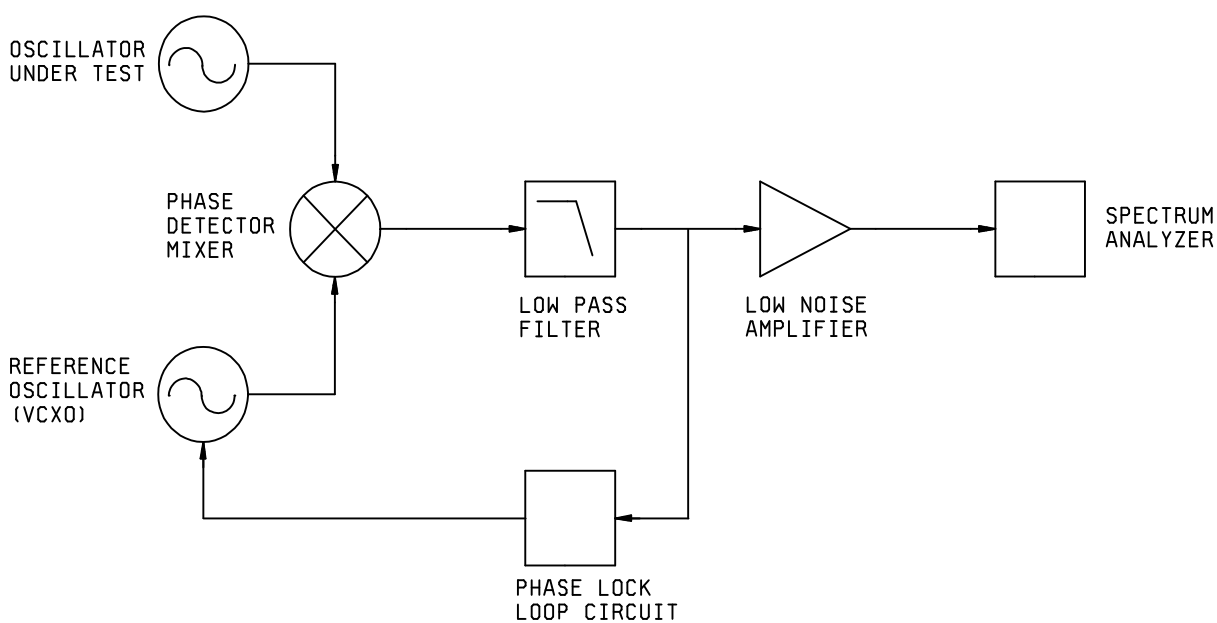 OSCILLATOR
UNDER TEST
PHASE
DETECTOR
MIXER
LOW PASS
FILTER
LOW NOISE
AMPLIFIER
SPECTRUM
ANALYZER
REFERENCE
OSCILLATOR
(VCXO)
PHASE LOCK
LOOP CIRCUIT